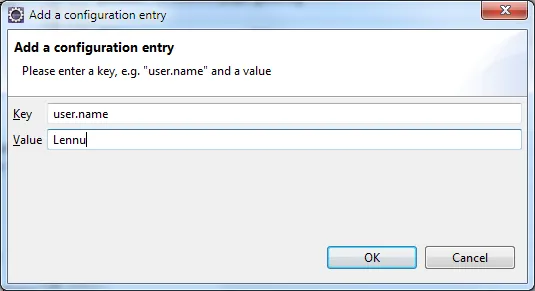 Add a configuration entry
Add a configuration entry
Please enter a key, e.g. "user.name" and a value
Key user.name
Value Lennu
OK Cancel